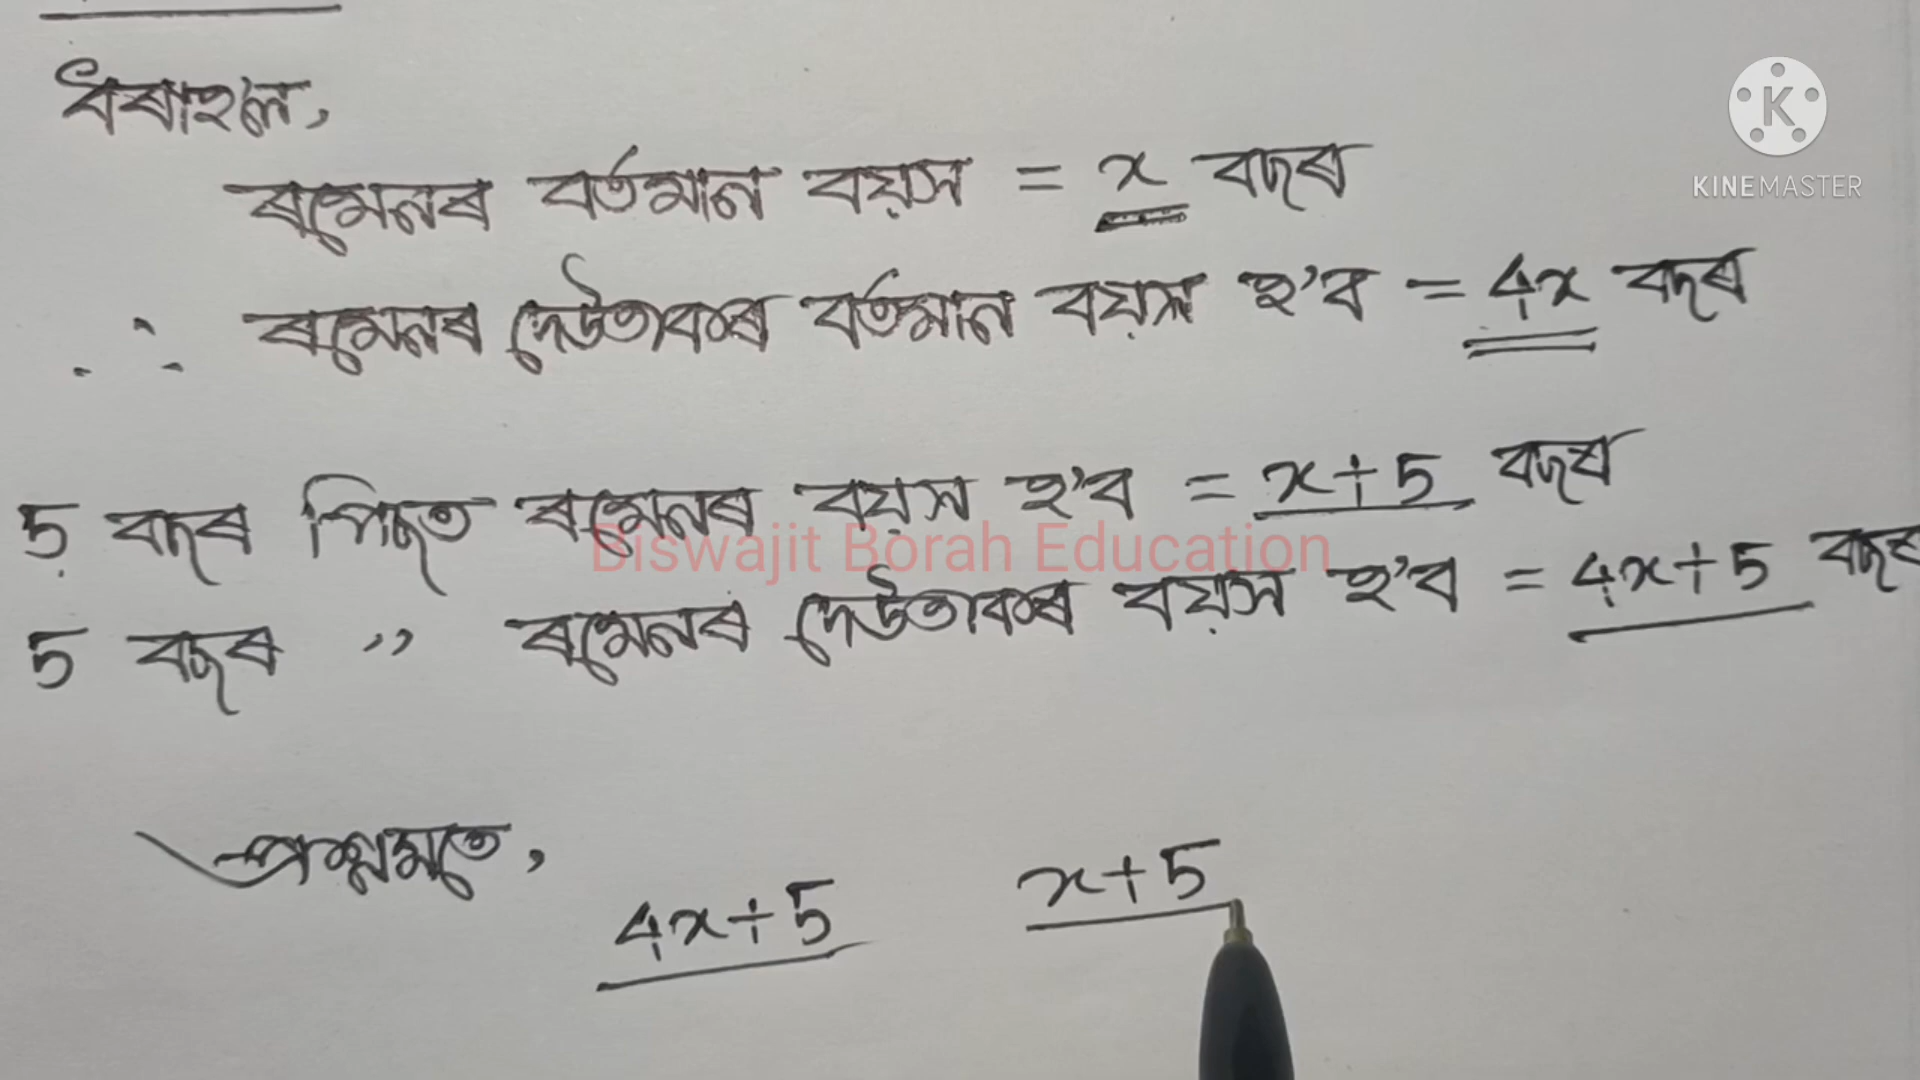 ধৰাহ'ল,
KINEMASTER
ৰমেনৰ বৰ্তমান বয়স = x বছৰ
∴ ৰমেনৰ দেউতাকৰ বৰ্তমান বয়স হ'ব = 4x বছৰ
5 বছৰ পিছত ৰমেনৰ বয়স হ'ব = x+5 বছৰ
Biswajit Borah Education
5 বছৰ " ৰমেনৰ দেউতাকৰ বয়স হ'ব = 4x+5 বছৰ
প্ৰশ্নমতে,
4x+5 x+5